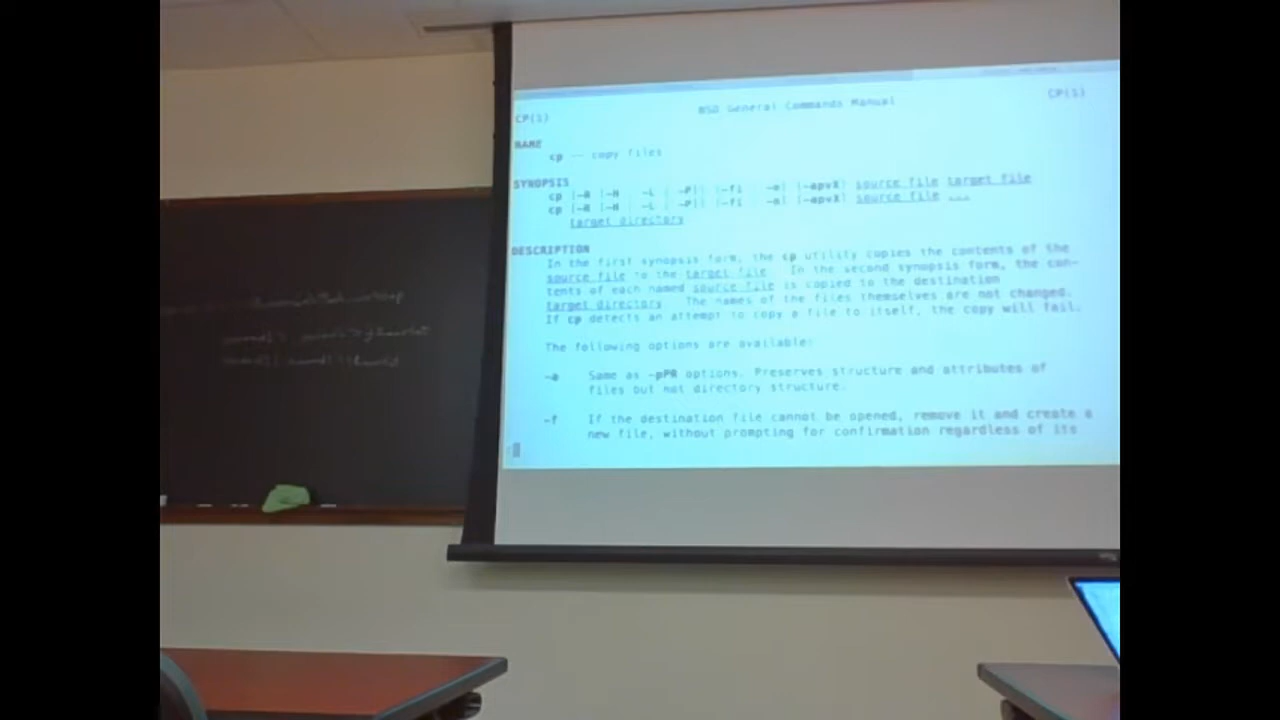 CP(1) BSD General Commands Manual CP(1)
NAME
cp -- copy files
SYNOPSIS
cp [-R [-H | -L | -P]] [-fi | -n] [-apvX] source_file target_file
cp [-R [-H | -L | -P]] [-fi | -n] [-apvX] source_file ...
target_directory
DESCRIPTION
In the first synopsis form, the cp utility copies the contents of the
source_file to the target_file. In the second synopsis form, the con-
tents of each named source_file is copied to the destination
target_directory. The names of the files themselves are not changed.
If cp detects an attempt to copy a file to itself, the copy will fail.
The following options are available:
-a Same as -pPR options. Preserves structure and attributes of
files but not directory structure.
-f If the destination file cannot be opened, remove it and create a
new file, without prompting for confirmation regardless of its
: